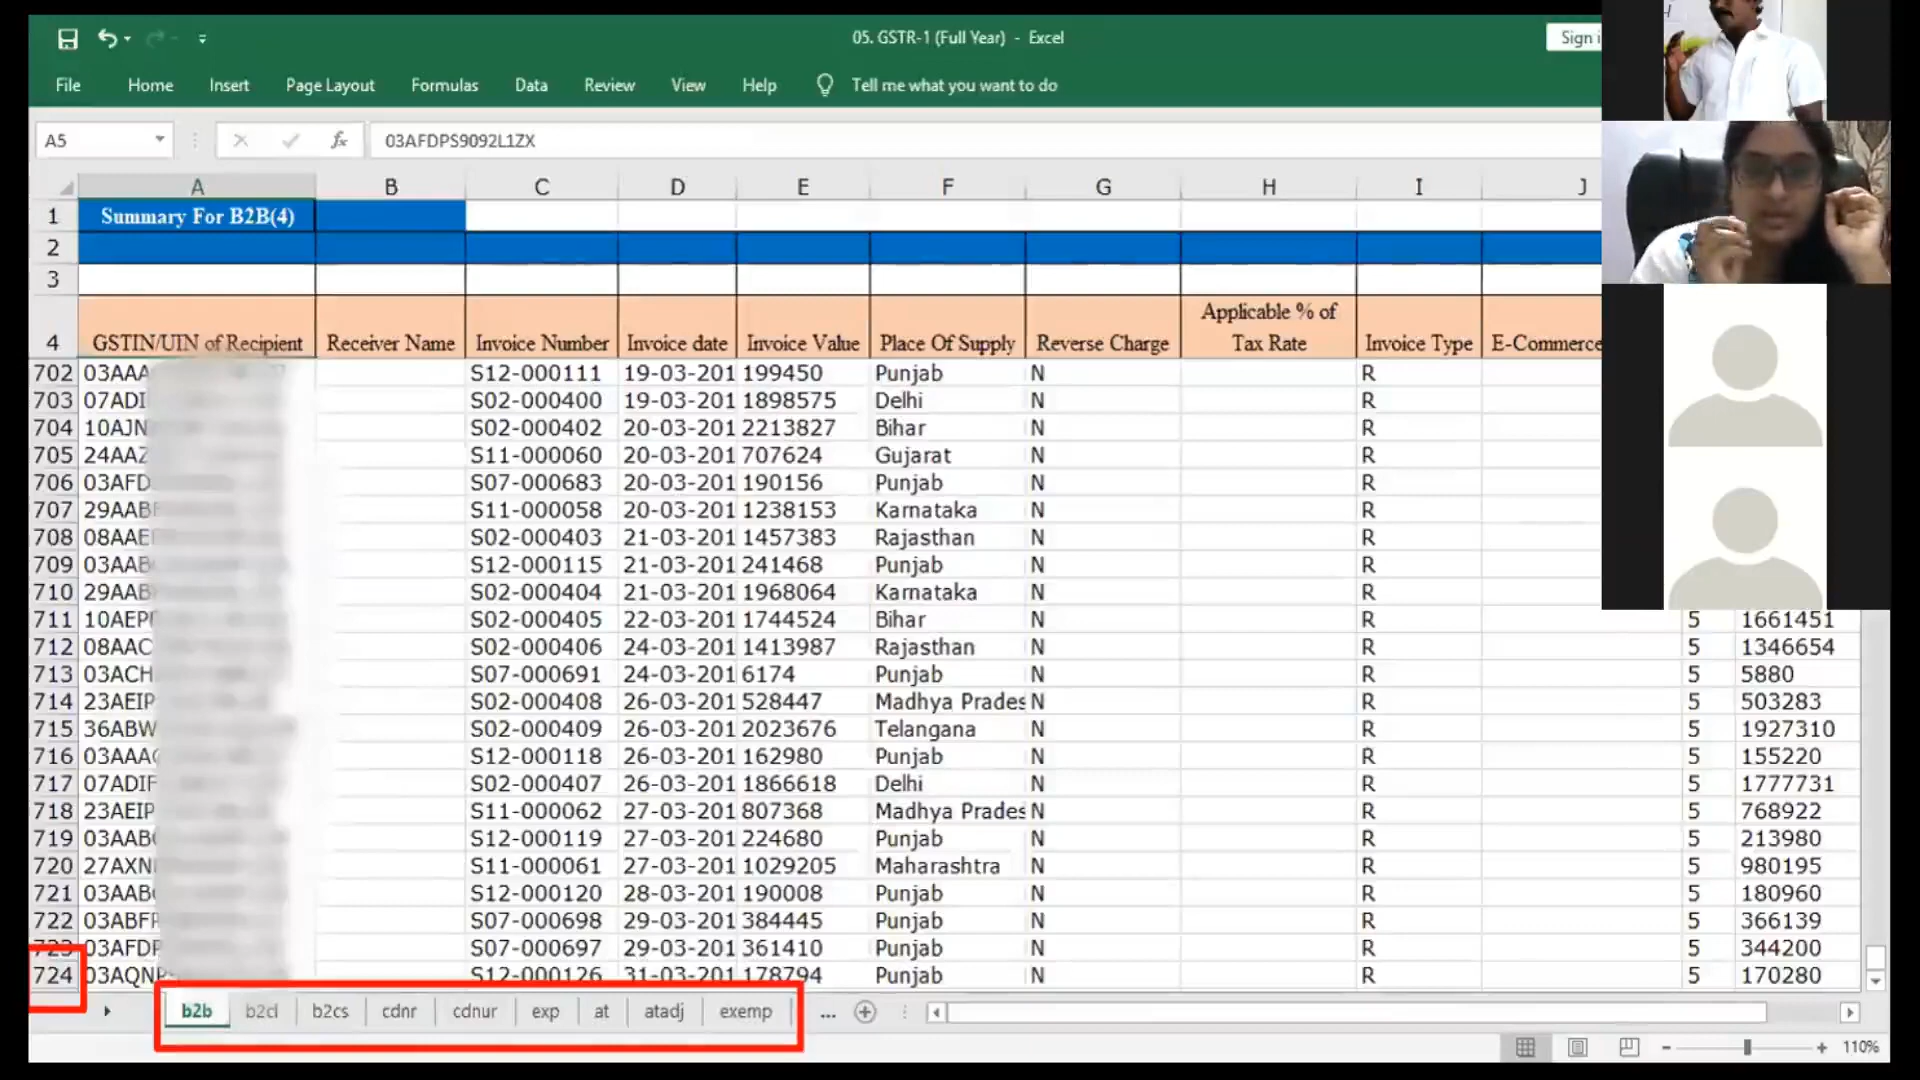 05. GSTR-1 (Full Year) - Excel
Sign
File Home Insert Page Layout Formulas Data Review View Help Tell me what you want to do
A5 fx 03AFDPS9092L1ZX
A B C D E F G H I J
1 Summary For B2B(4)
2
3
4 GSTIN/UIN of Recipient Receiver Name Invoice Number Invoice date Invoice Value Place Of Supply Reverse Charge Applicable % of Tax Rate Invoice Type E-Commerce
702 03AAA S12-000111 19-03-201 199450 Punjab N R
703 07ADI S02-000400 19-03-201 1898575 Delhi N R
704 10AJN S02-000402 20-03-201 2213827 Bihar N R
705 24AAZ S11-000060 20-03-201 707624 Gujarat N R
706 03AFD S07-000683 20-03-201 190156 Punjab N R
707 29AAB S11-000058 20-03-201 1238153 Karnataka N R
708 08AAE S02-000403 21-03-201 1457383 Rajasthan N R
709 03AAB S12-000115 21-03-201 241468 Punjab N R
710 29AAB S02-000404 21-03-201 1968064 Karnataka N R
711 10AEP S02-000405 22-03-201 1744524 Bihar N R 5 1661451
712 08AAC S02-000406 24-03-201 1413987 Rajasthan N R 5 1346654
713 03ACH S07-000691 24-03-201 6174 Punjab N R 5 5880
714 23AEIP S02-000408 26-03-201 528447 Madhya Prades N R 5 503283
715 36ABW S02-000409 26-03-201 2023676 Telangana N R 5 1927310
716 03AAA S12-000118 26-03-201 162980 Punjab N R 5 155220
717 07ADIF S02-000407 26-03-201 1866618 Delhi N R 5 1777731
718 23AEIP S11-000062 27-03-201 807368 Madhya Prades N R 5 768922
719 03AAB S12-000119 27-03-201 224680 Punjab N R 5 213980
720 27AXN S11-000061 27-03-201 1029205 Maharashtra N R 5 980195
721 03AAB S12-000120 28-03-201 190008 Punjab N R 5 180960
722 03ABF S07-000698 29-03-201 384445 Punjab N R 5 366139
723 03AFDP S07-000697 29-03-201 361410 Punjab N R 5 344200
724 03AQNP S12-000126 31-03-201 178794 Punjab N R 5 170280
b2b b2cl b2cs cdnr cdnur exp at atadj exemp ...
110%